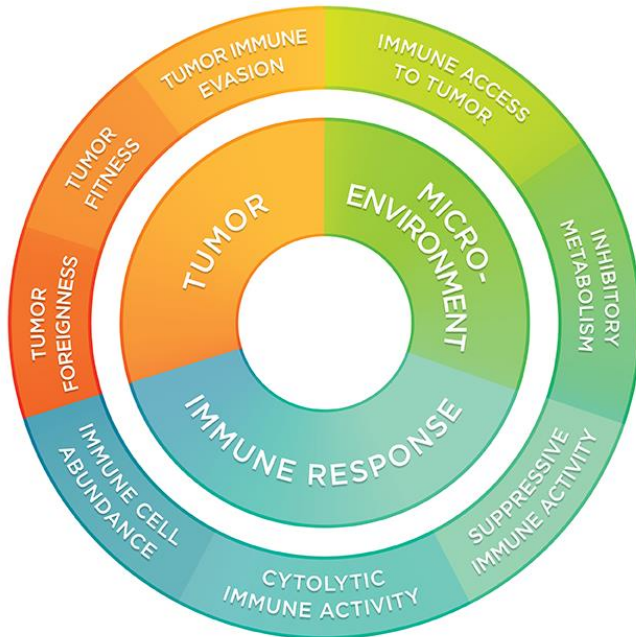 TUMOR IMMUNE
EVASION
IMMUNE ACCESS
TO TUMOR
TUMOR
FITNESS
INHIBITORY
METABOLISM
TUMOR
FOREIGNNESS
SUPPRESSIVE
IMMUNE ACTIVITY
IMMUNE CELL
ABUNDANCE
CYTOLYTIC
IMMUNE ACTIVITY
TUMOR
MICRO-
ENVIRONMENT
IMMUNE RESPONSE